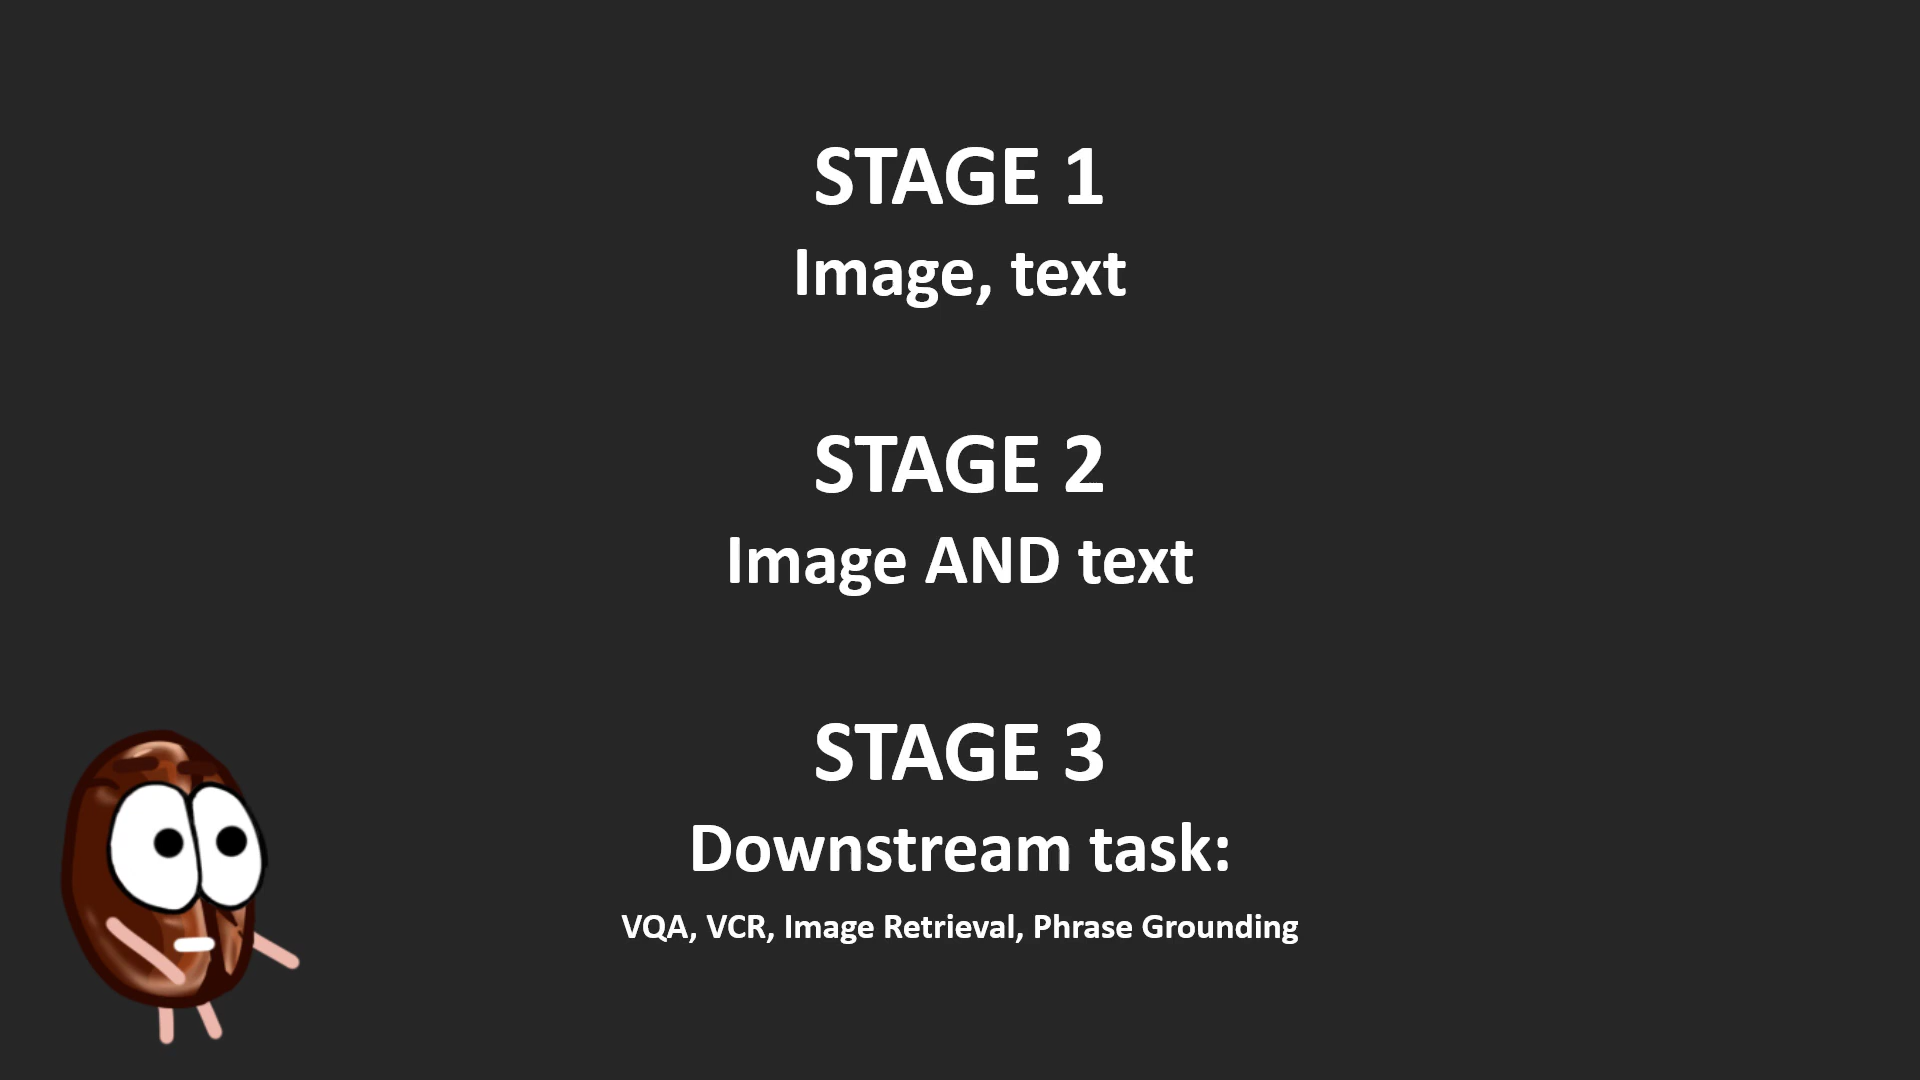 STAGE 1
Image, text
STAGE 2
Image AND text
STAGE 3
Downstream task:
VQA, VCR, Image Retrieval, Phrase Grounding